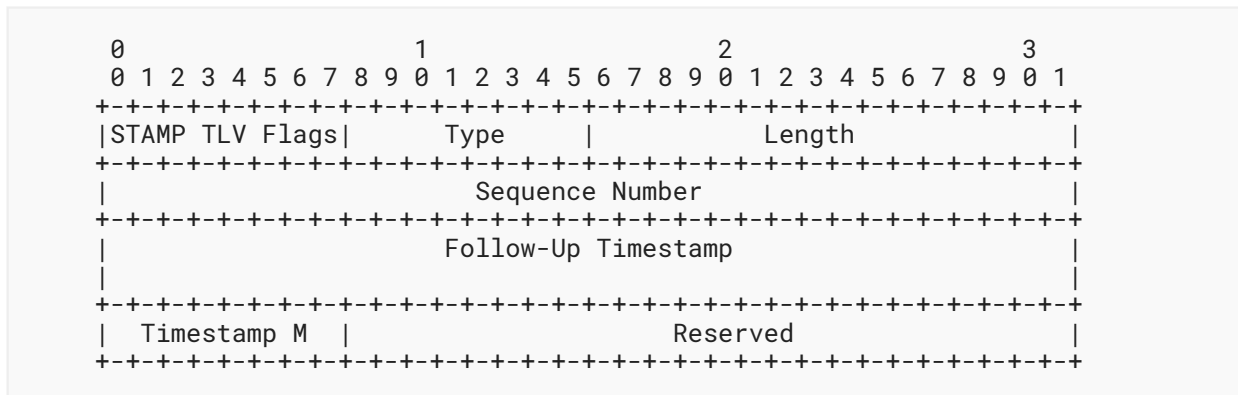 0                   1                   2                   3
 0 1 2 3 4 5 6 7 8 9 0 1 2 3 4 5 6 7 8 9 0 1 2 3 4 5 6 7 8 9 0 1
+-+-+-+-+-+-+-+-+-+-+-+-+-+-+-+-+-+-+-+-+-+-+-+-+-+-+-+-+-+-+-+-+
|STAMP TLV Flags|      Type     |           Length              |
+-+-+-+-+-+-+-+-+-+-+-+-+-+-+-+-+-+-+-+-+-+-+-+-+-+-+-+-+-+-+-+-+
|                        Sequence Number                        |
+-+-+-+-+-+-+-+-+-+-+-+-+-+-+-+-+-+-+-+-+-+-+-+-+-+-+-+-+-+-+-+-+
|                      Follow-Up Timestamp                      |
|                                                               |
+-+-+-+-+-+-+-+-+-+-+-+-+-+-+-+-+-+-+-+-+-+-+-+-+-+-+-+-+-+-+-+-+
|  Timestamp M  |                     Reserved                  |
+-+-+-+-+-+-+-+-+-+-+-+-+-+-+-+-+-+-+-+-+-+-+-+-+-+-+-+-+-+-+-+-+